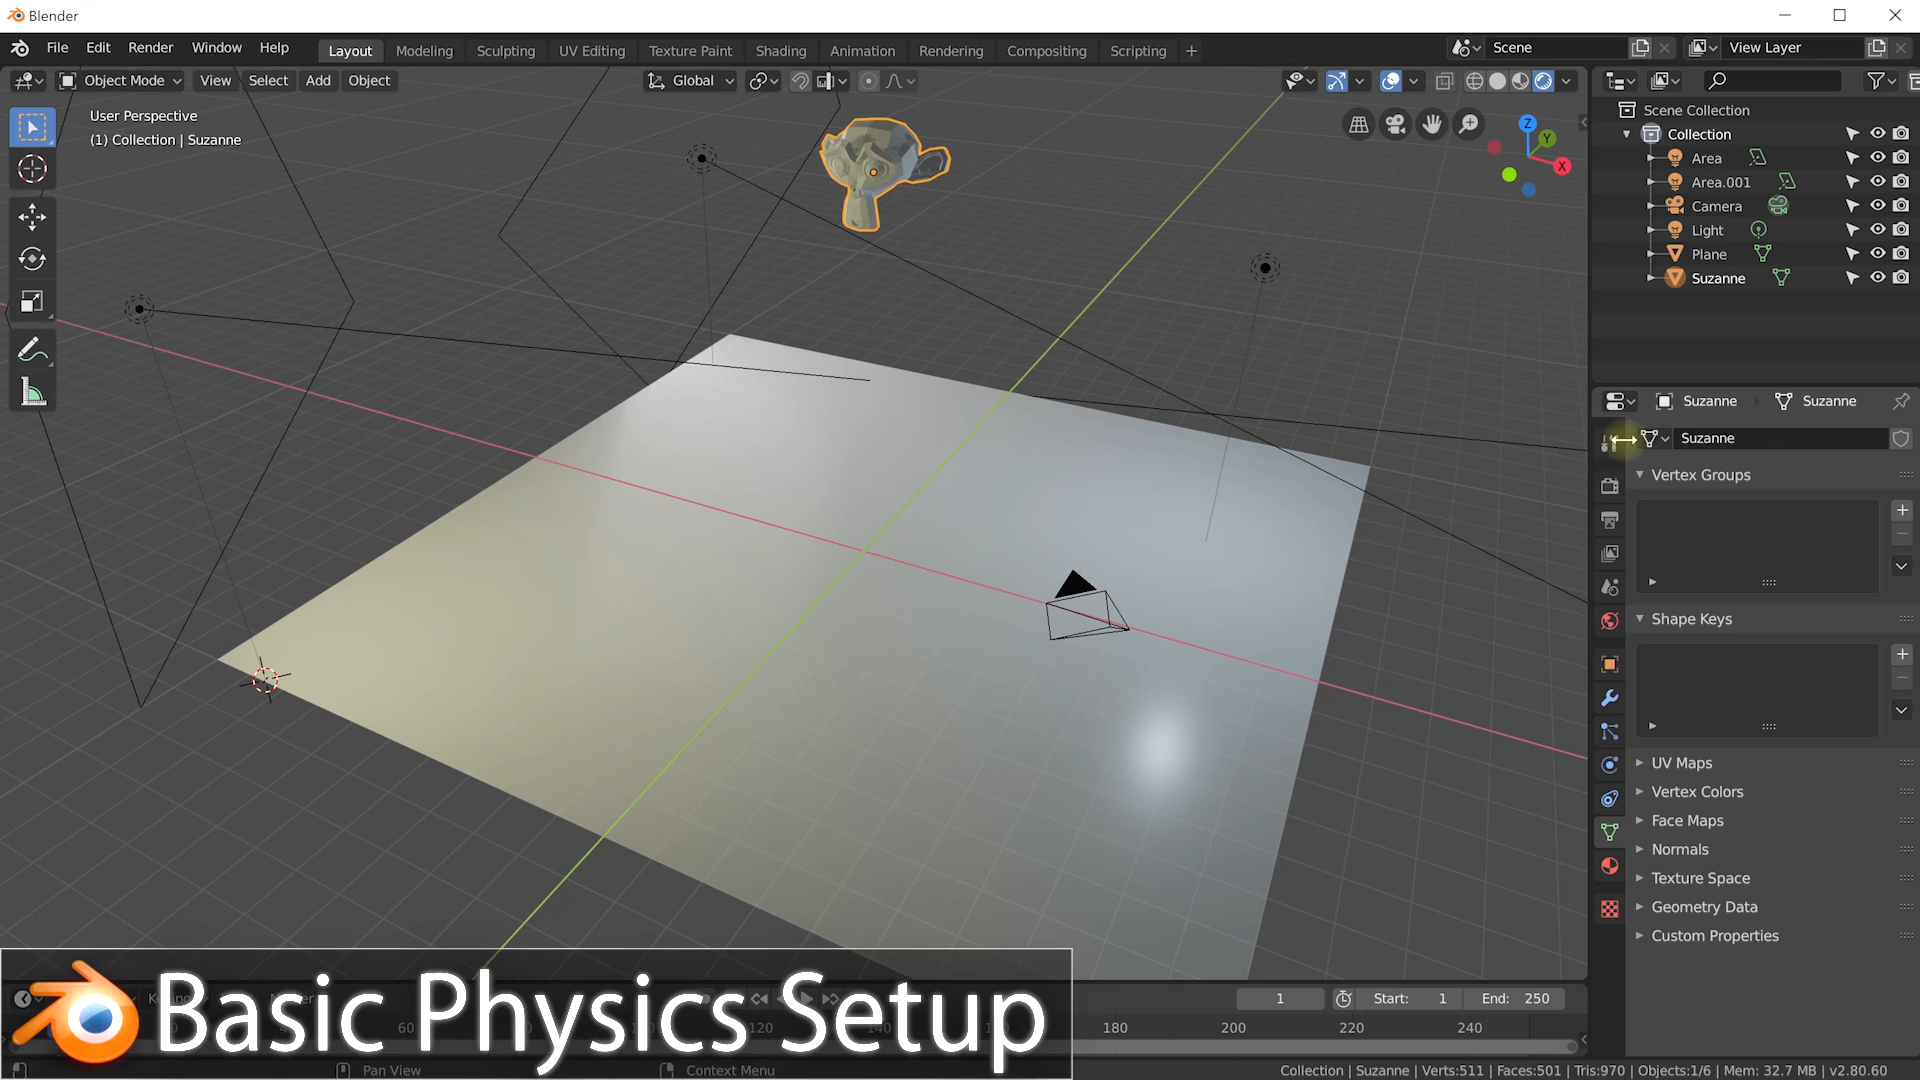 Blender
File Edit Render Window Help Layout Modeling Sculpting UV Editing Texture Paint Shading Animation Rendering Compositing Scripting + Scene View Layer
Object Mode View Select Add Object Global
User Perspective
(1) Collection | Suzanne
Z
Y
X
Scene Collection
Collection
Area
Area.001
Camera
Light
Plane
Suzanne
Suzanne Suzanne
Suzanne
Vertex Groups
Shape Keys
UV Maps
Vertex Colors
Face Maps
Normals
Texture Space
Geometry Data
Custom Properties
1 Start: 1 End: 250
60 120 140 180 200 220 240
Basic Physics Setup
Pan View Context Menu
Collection | Suzanne | Verts:511 | Faces:501 | Tris:970 | Objects:1/6 | Mem: 32.7 MB | v2.80.60